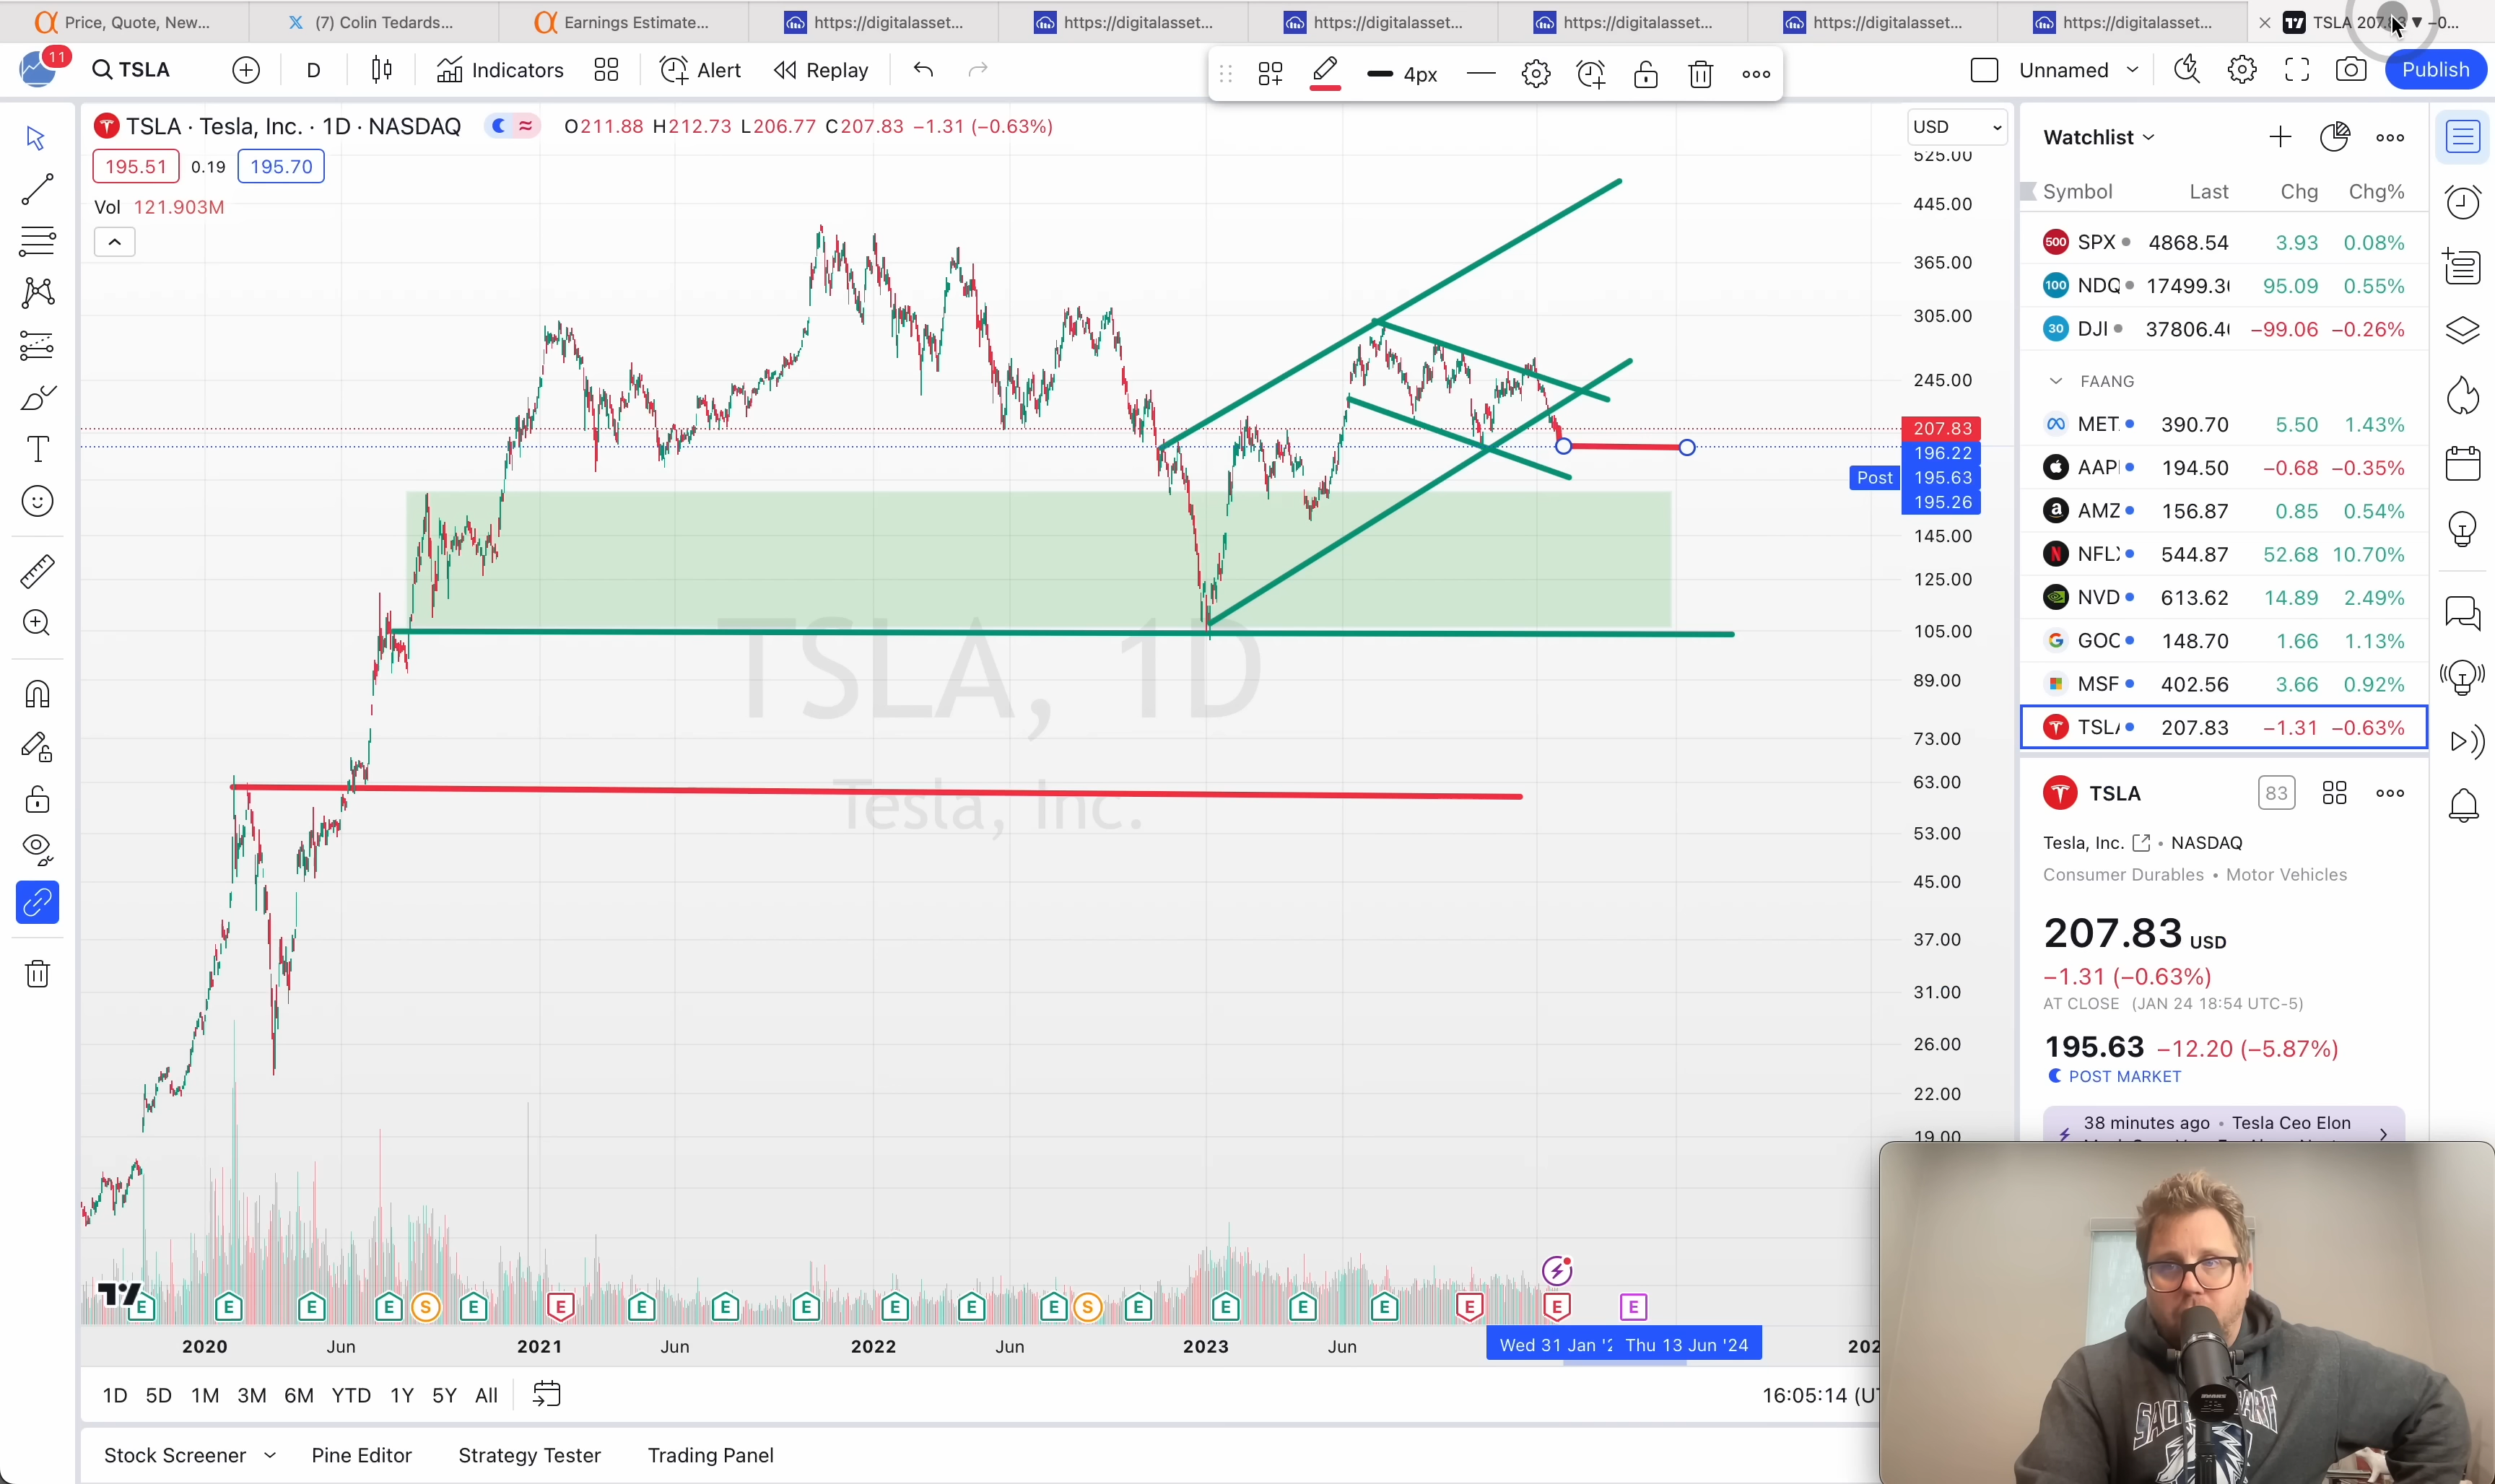 Price, Quote, New...
(7) Colin Tedards...
Earnings Estimate...
https://digitalasset...
https://digitalasset...
https://digitalasset...
https://digitalasset...
https://digitalasset...
https://digitalasset...
TSLA 207.83 ▼ −0...
11
TSLA
D
Indicators
Alert
Replay
4px
Unnamed
Publish
TSLA · Tesla, Inc. · 1D · NASDAQ
O211.88 H212.73 L206.77 C207.83 −1.31 (−0.63%)
195.51 0.19 195.70
Vol 121.903M
USD
525.00
445.00
365.00
305.00
245.00
207.83
196.22
Post 195.63
195.26
145.00
125.00
105.00
89.00
73.00
63.00
53.00
45.00
37.00
31.00
26.00
22.00
19.00
TSLA, 1D
Tesla, Inc.
E E E E S E E E E E E E E S E E E E E E E
2020 Jun 2021 Jun 2022 Jun 2023 Jun Wed 31 Jan '2 Thu 13 Jun '24 202
1D 5D 1M 3M 6M YTD 1Y 5Y All
16:05:14 (UT
Stock Screener Pine Editor Strategy Tester Trading Panel
Watchlist
Symbol Last Chg Chg%
500 SPX 4868.54 3.93 0.08%
100 NDQ 17499.3 95.09 0.55%
30 DJI 37806.4 −99.06 −0.26%
FAANG
MET 390.70 5.50 1.43%
AAP 194.50 −0.68 −0.35%
AMZ 156.87 0.85 0.54%
NFL 544.87 52.68 10.70%
NVD 613.62 14.89 2.49%
GOO 148.70 1.66 1.13%
MSF 402.56 3.66 0.92%
TSL 207.83 −1.31 −0.63%
TSLA 83
Tesla, Inc. • NASDAQ
Consumer Durables • Motor Vehicles
207.83 USD
−1.31 (−0.63%)
AT CLOSE (JAN 24 18:54 UTC-5)
195.63 −12.20 (−5.87%)
POST MARKET
38 minutes ago • Tesla Ceo Elon